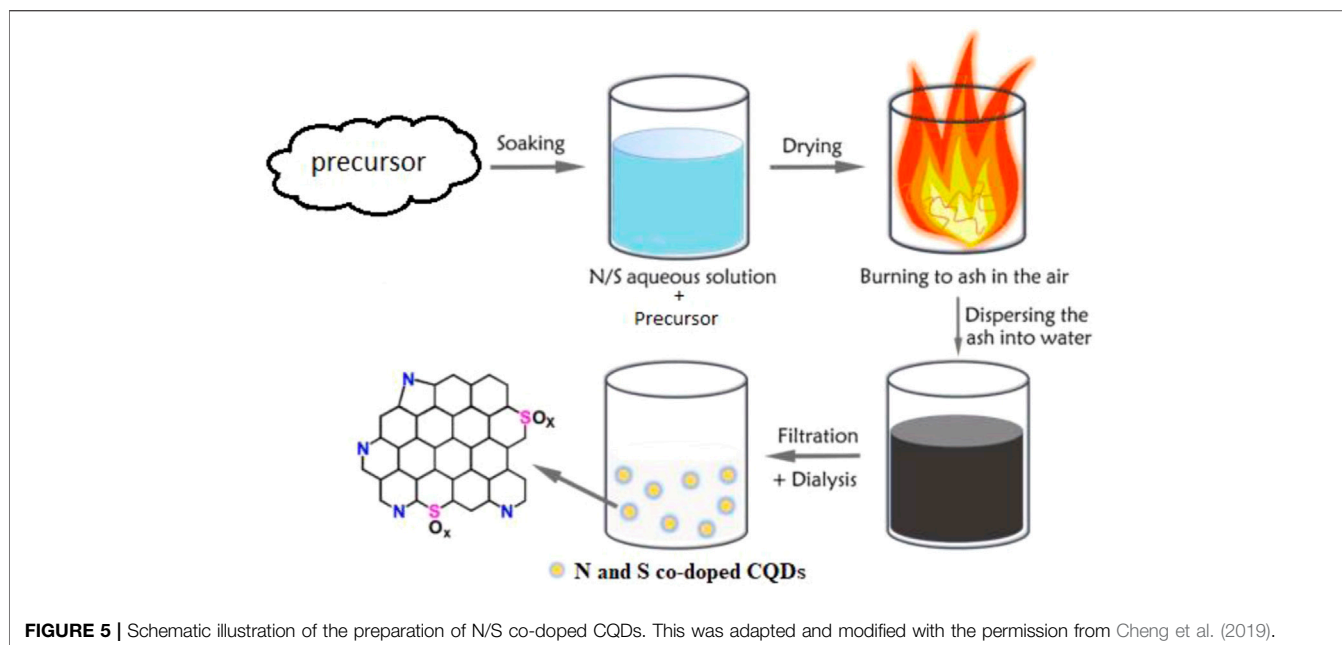 precursor
Soaking
N/S aqueous solution
+
Precursor
Drying
Burning to ash in the air
Dispersing the
ash into water
Filtration
+ Dialysis
N and S co-doped CQDs
N
SOx
N
N
S
Ox
N
FIGURE 5 | Schematic illustration of the preparation of N/S co-doped CQDs. This was adapted and modified with the permission from Cheng et al. (2019).